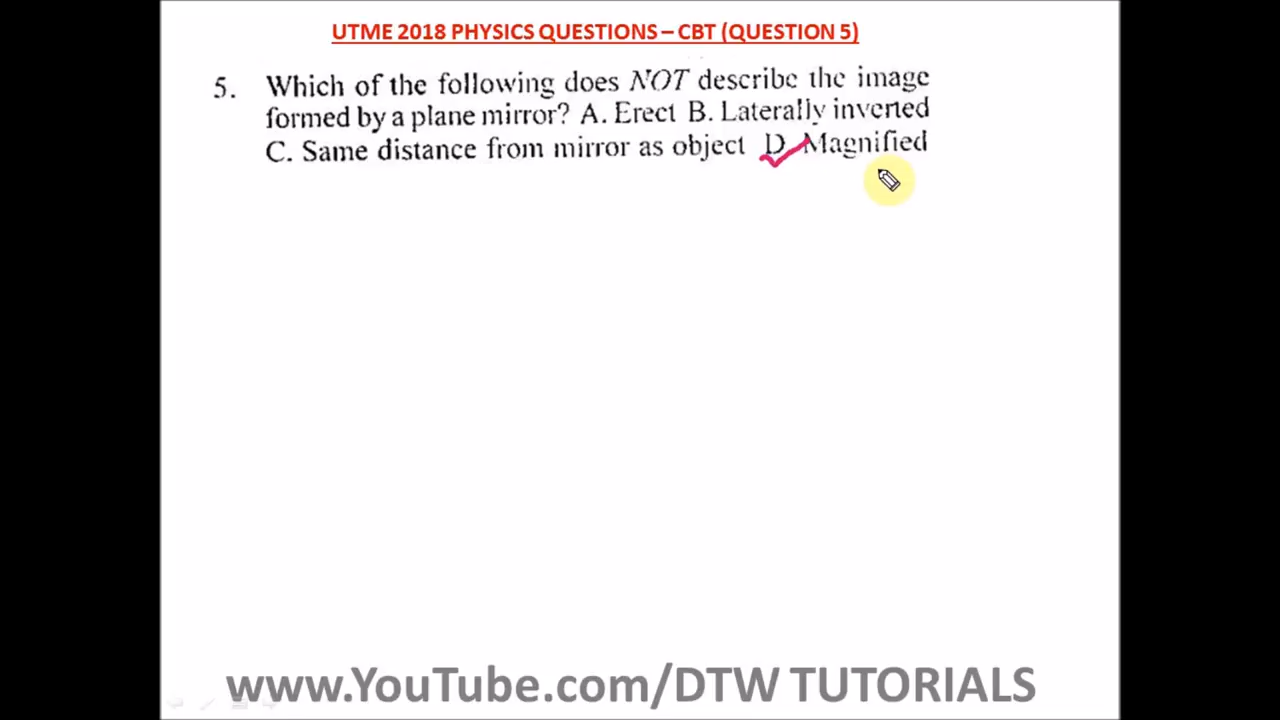 UTME 2018 PHYSICS QUESTIONS – CBT (QUESTION 5)
5. Which of the following does NOT describe the image
formed by a plane mirror? A. Erect B. Laterally inverted
C. Same distance from mirror as object D. Magnified
www.YouTube.com/DTW TUTORIALS